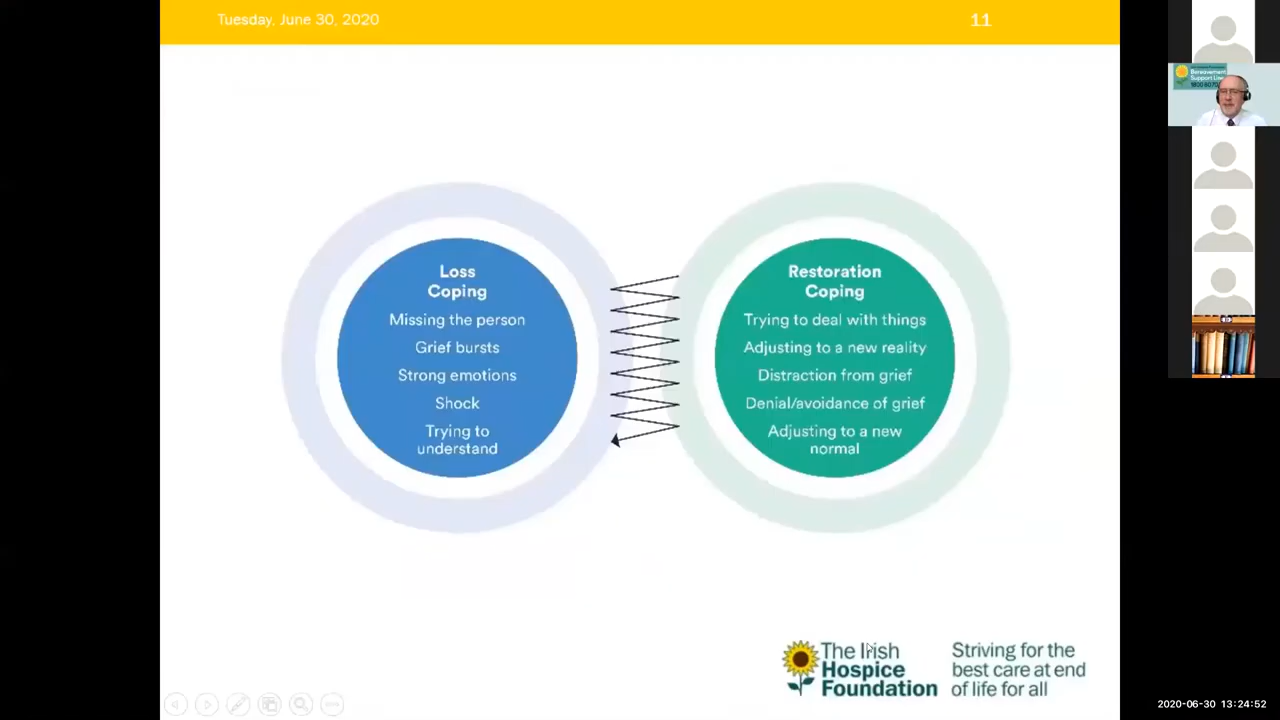 Tuesday, June 30, 2020
11
Loss
Coping
Missing the person
Grief bursts
Strong emotions
Shock
Trying to
understand
Restoration
Coping
Trying to deal with things
Adjusting to a new reality
Distraction from grief
Denial/avoidance of grief
Adjusting to a new
normal
The Irish
Hospice
Foundation
Striving for the
best care at end
of life for all
Bereavement
Support Line
2020-06-30 13:24:52